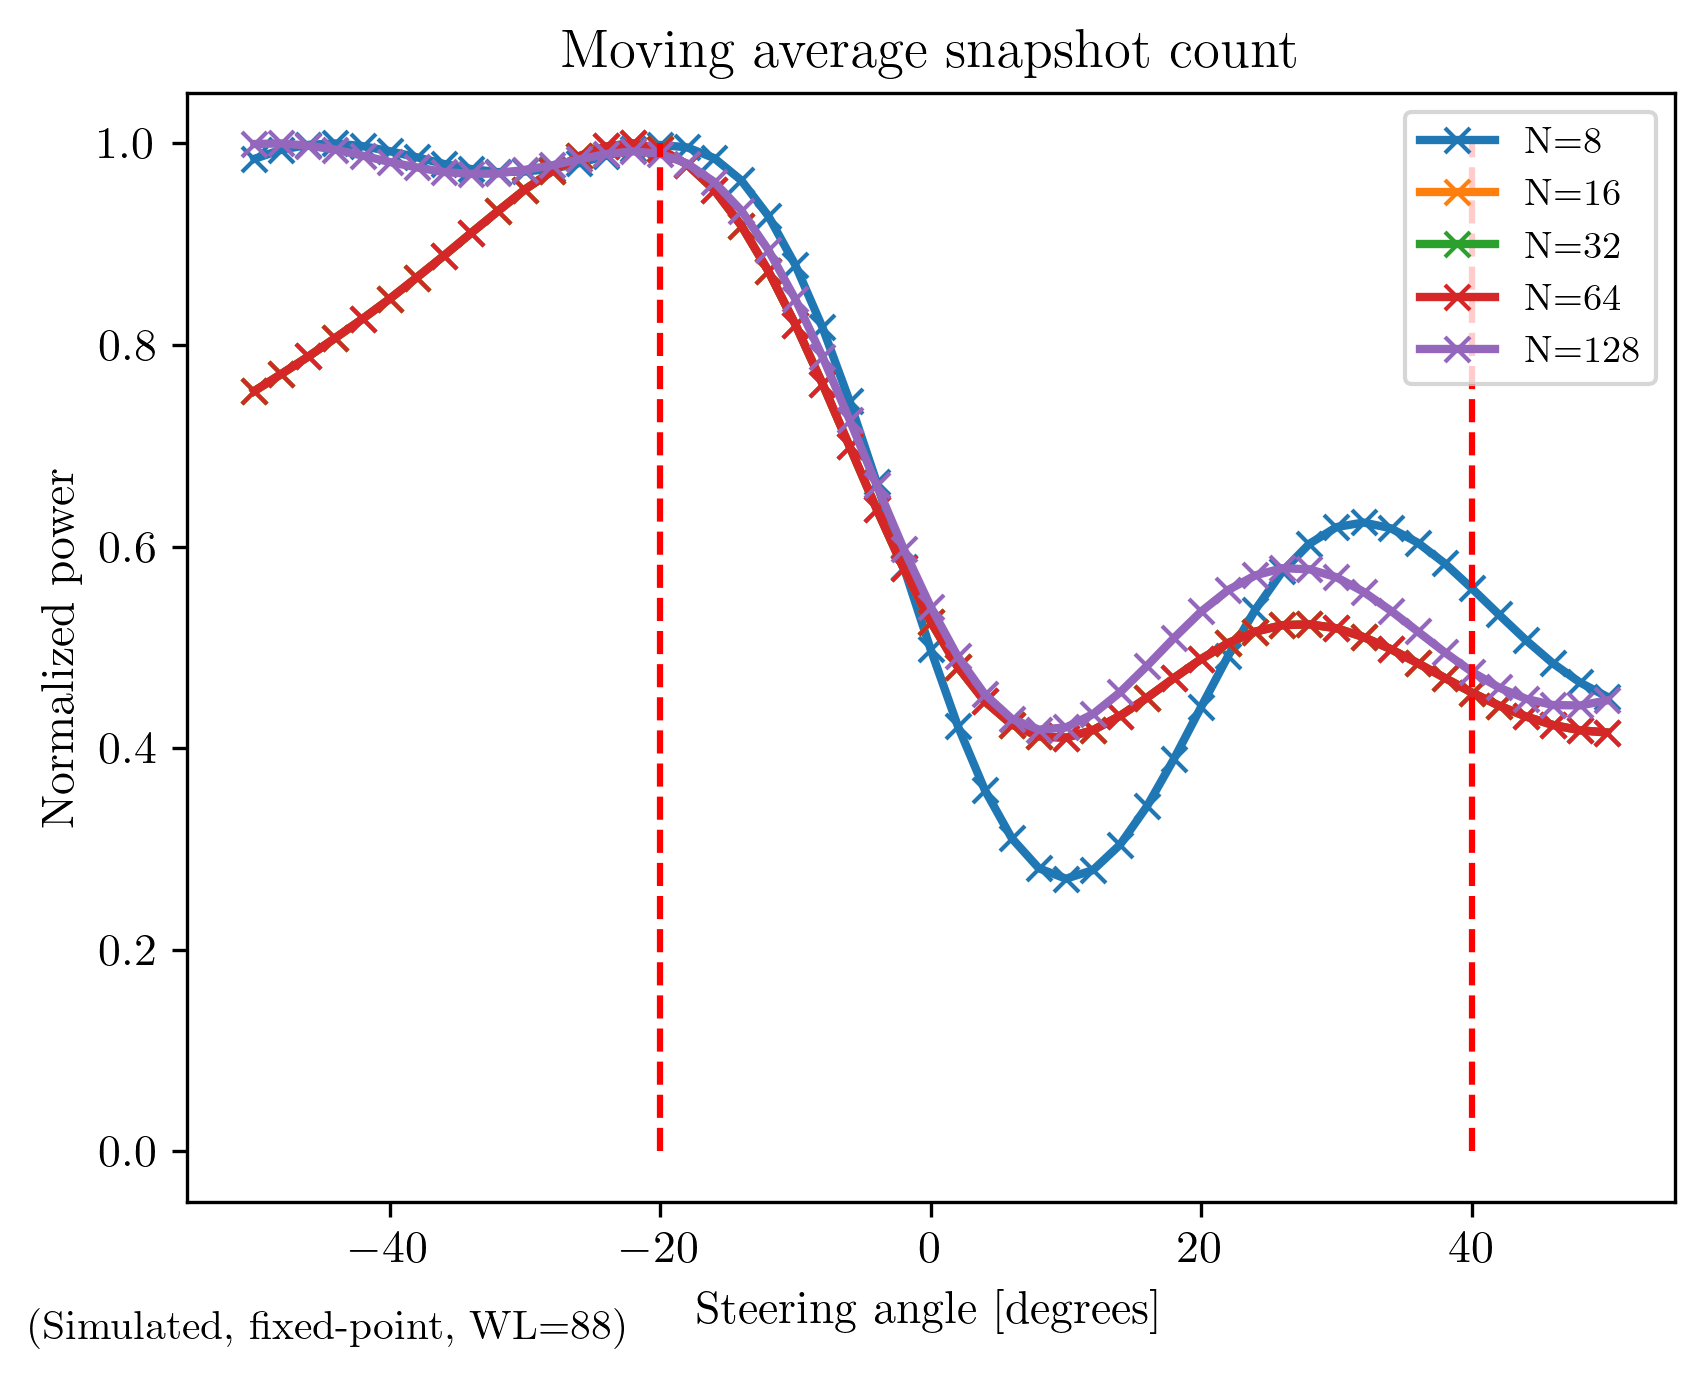 Moving average snapshot count
N=8
N=16
N=32
N=64
N=128
Normalized power
1.0
0.8
0.6
0.4
0.2
0.0
−40
−20
0
20
40
Steering angle [degrees]
(Simulated, fixed-point, WL=88)